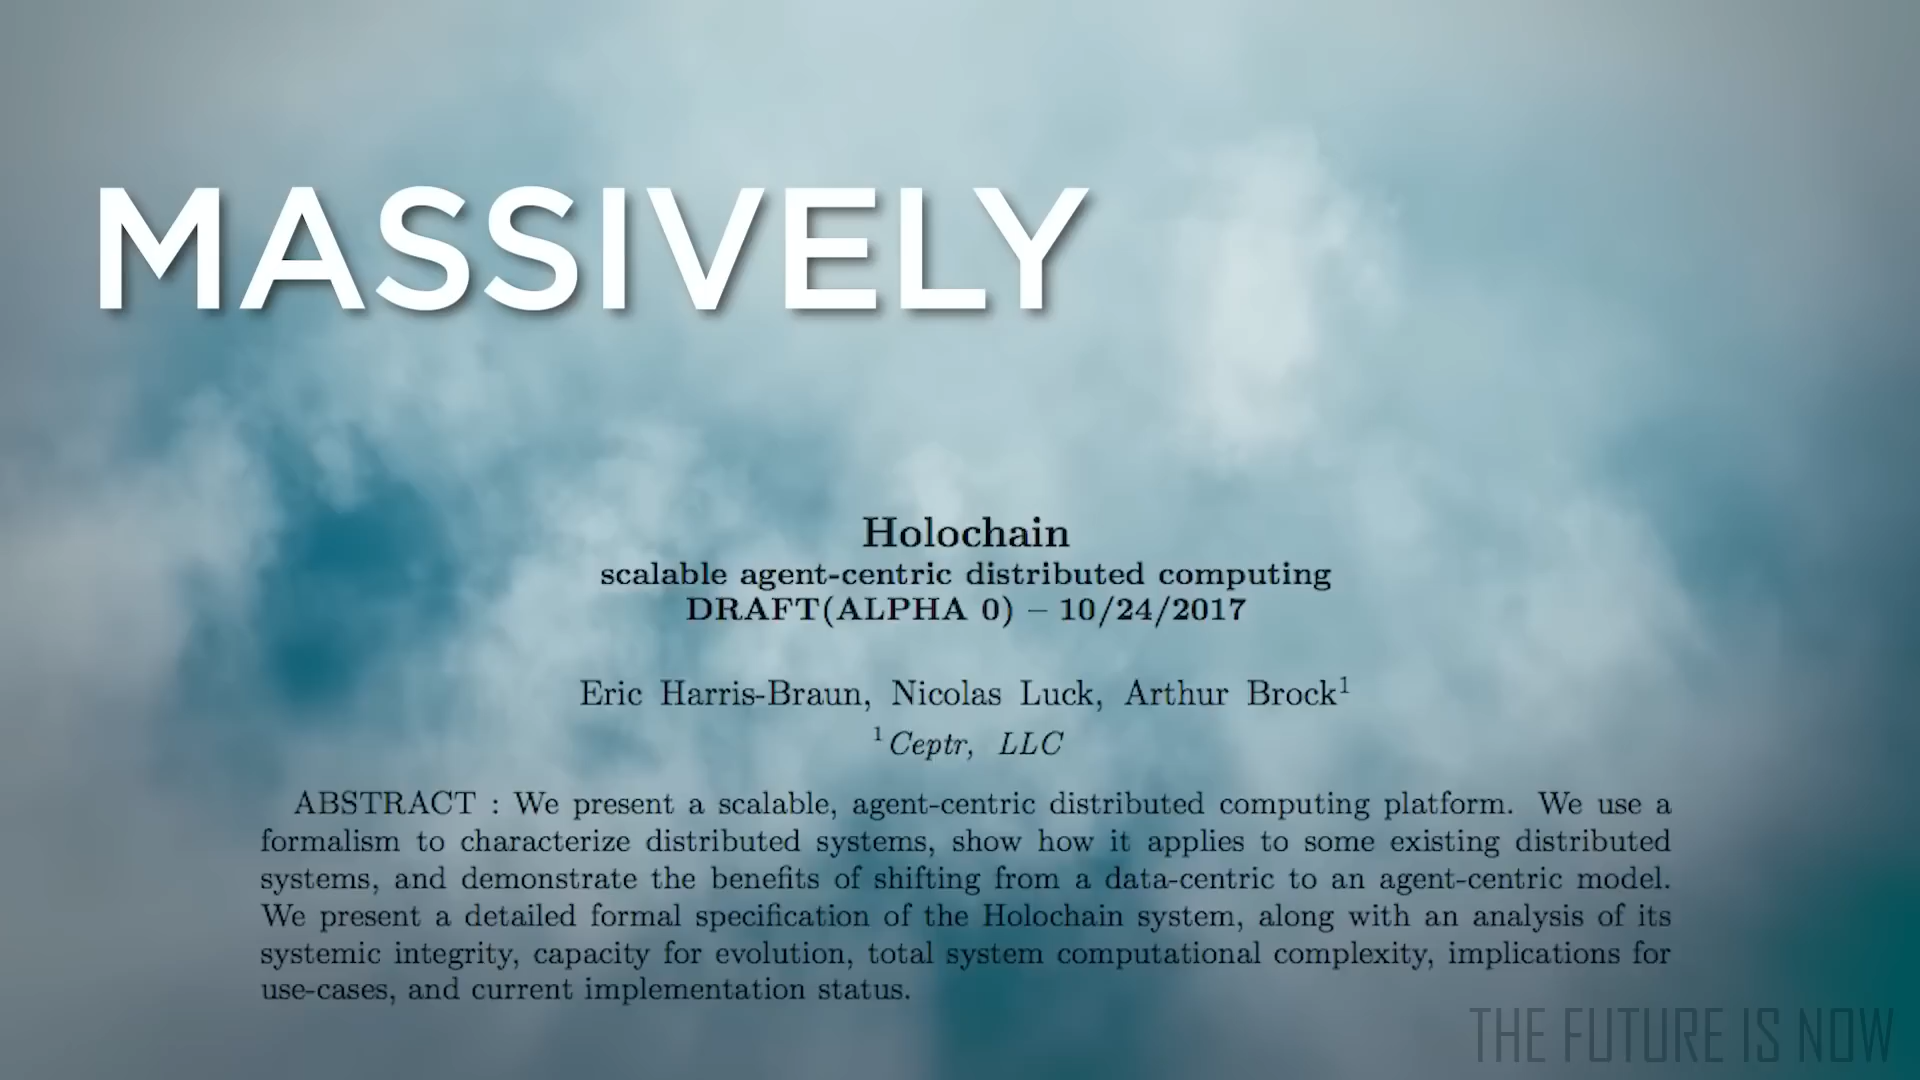 MASSIVELY
Holochain
scalable agent-centric distributed computing
DRAFT(ALPHA 0) – 10/24/2017
Eric Harris-Braun, Nicolas Luck, Arthur Brock¹
¹ Ceptr, LLC
ABSTRACT : We present a scalable, agent-centric distributed computing platform. We use a
formalism to characterize distributed systems, show how it applies to some existing distributed
systems, and demonstrate the benefits of shifting from a data-centric to an agent-centric model.
We present a detailed formal specification of the Holochain system, along with an analysis of its
systemic integrity, capacity for evolution, total system computational complexity, implications for
use-cases, and current implementation status.
THE FUTURE IS NOW